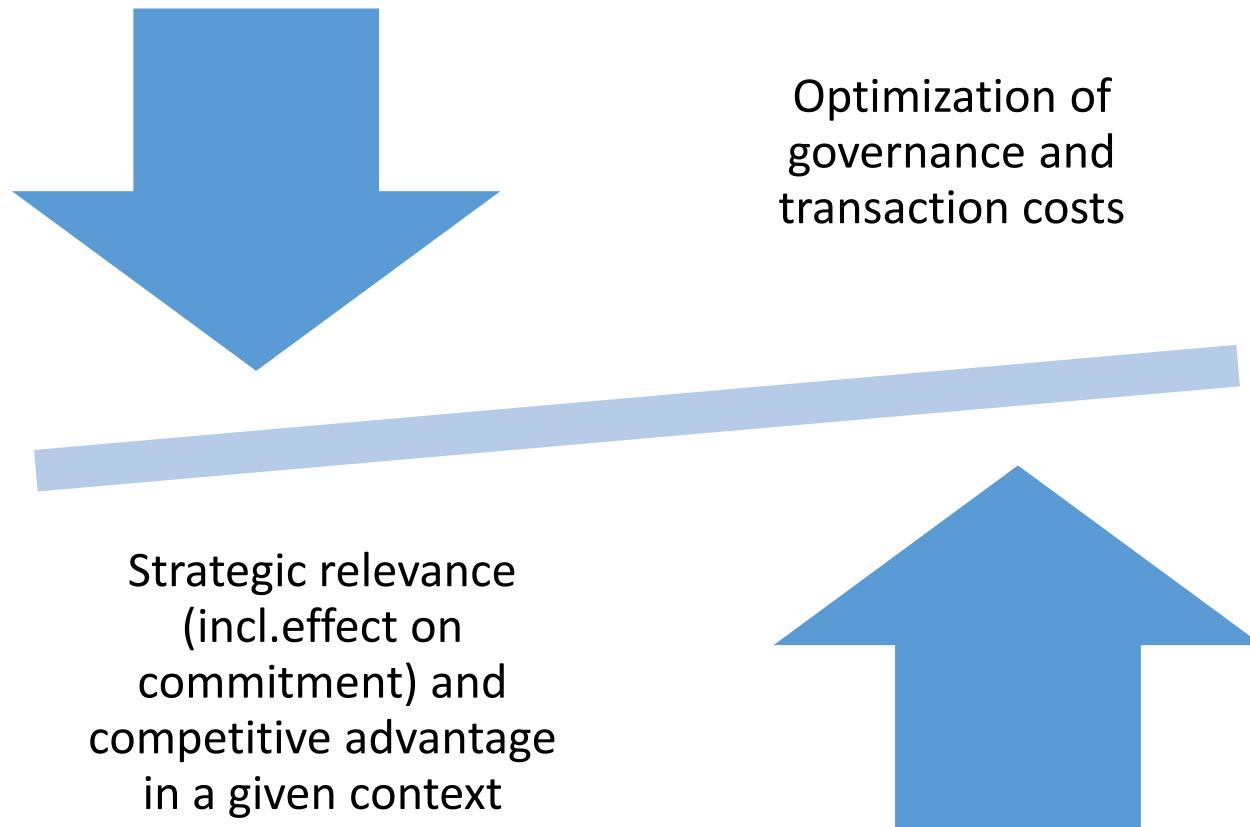 Optimization of
governance and
transaction costs
Strategic relevance
(incl.effect on
commitment) and
competitive advantage
in a given context